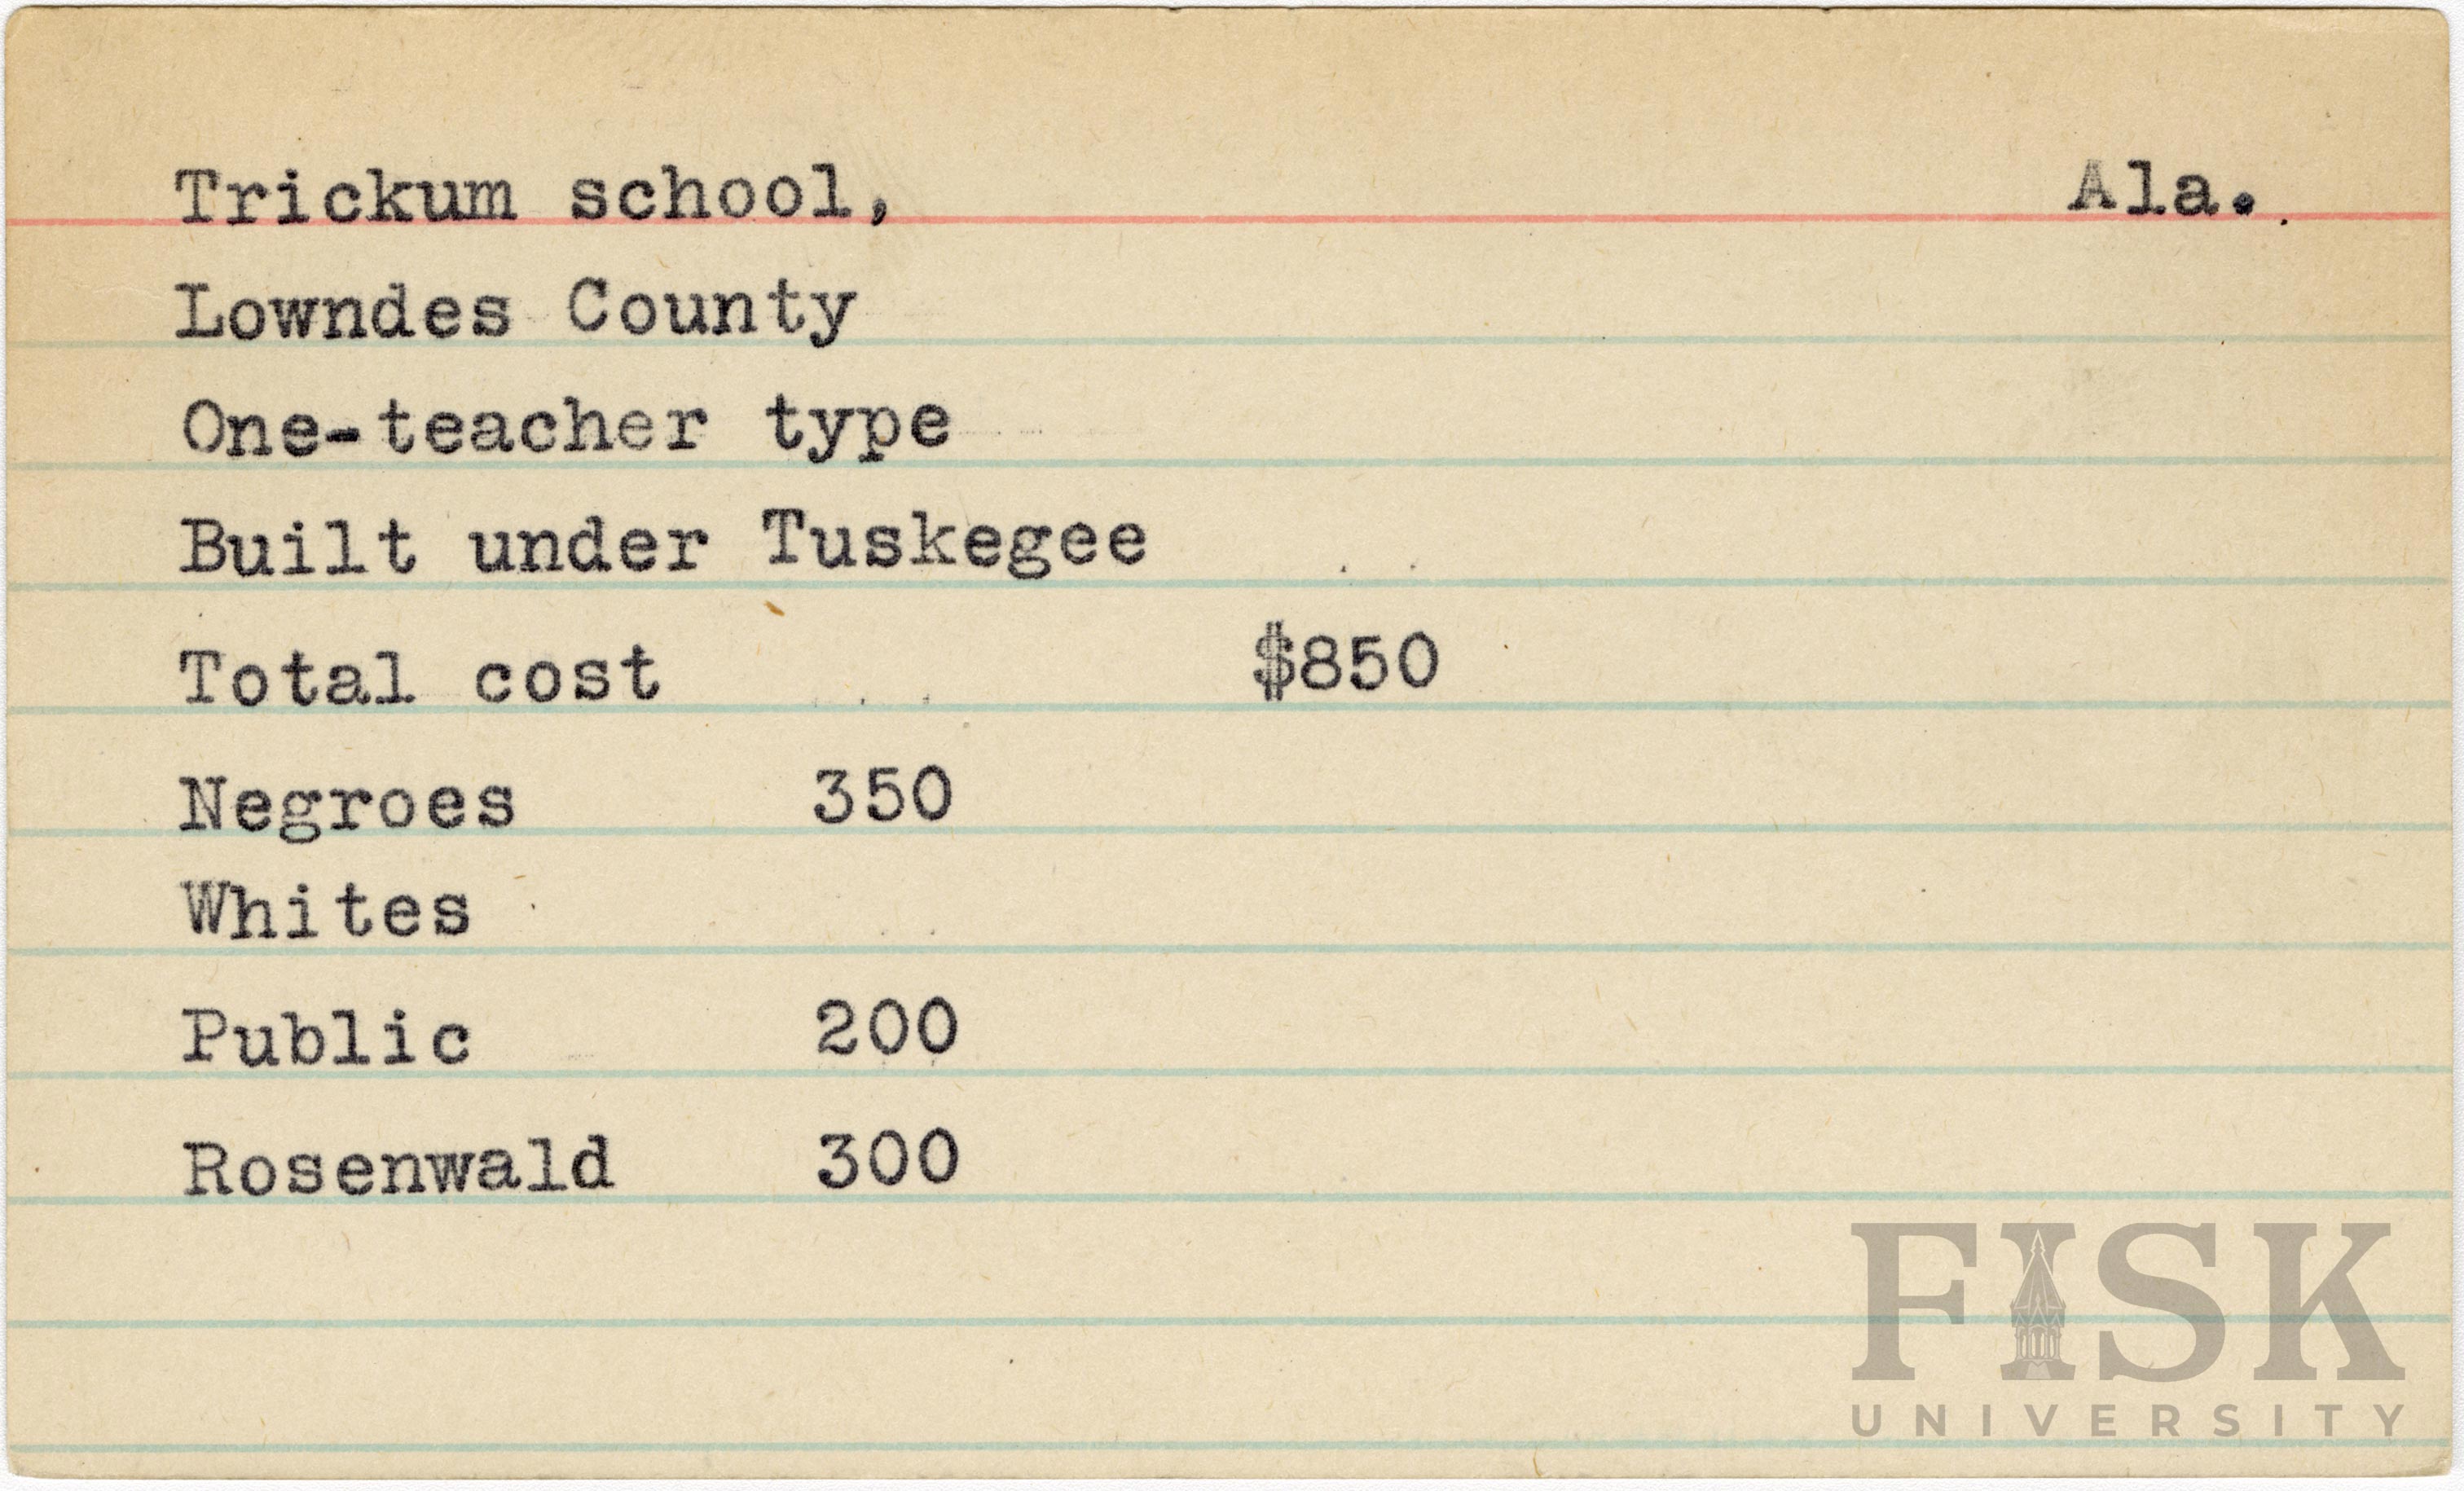 Trickum school, Ala.
Lowndes County
One-teacher type
Built under Tuskegee
Total cost $850
Negroes 350
Whites
Public 200
Rosenwald 300
FISK
UNIVERSITY